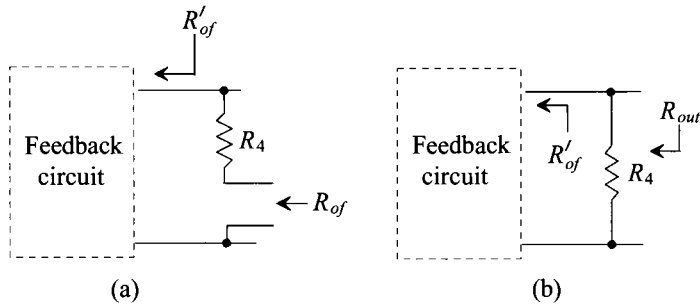 R'of
Feedback
circuit
R4
Rof
(a)
Feedback
circuit
R'of
Rout
R4
(b)